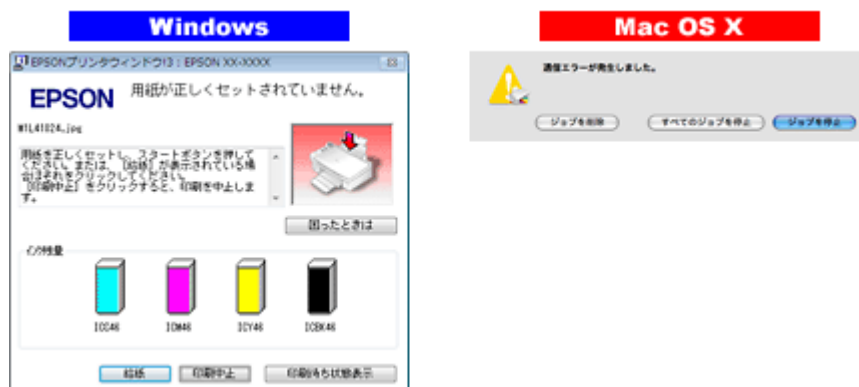 Windows
EPSONプリンタウィンドウ!3 : EPSON XX-XXXX
EPSON
用紙が正しくセットされていません。
M1L41024.jpg
用紙を正しくセットし、スタートボタンを押して
ください。または、[給紙]が表示されている場
合はそれをクリックしてください。
[印刷中止]をクリックすると、印刷を中止しま
す。
困ったときは
インク残量
ICC46
ICM46
ICY46
ICBK46
給紙
印刷中止
印刷待ち状態表示
Mac OS X
通信エラーが発生しました。
ジョブを削除
すべてのジョブを停止
ジョブを停止